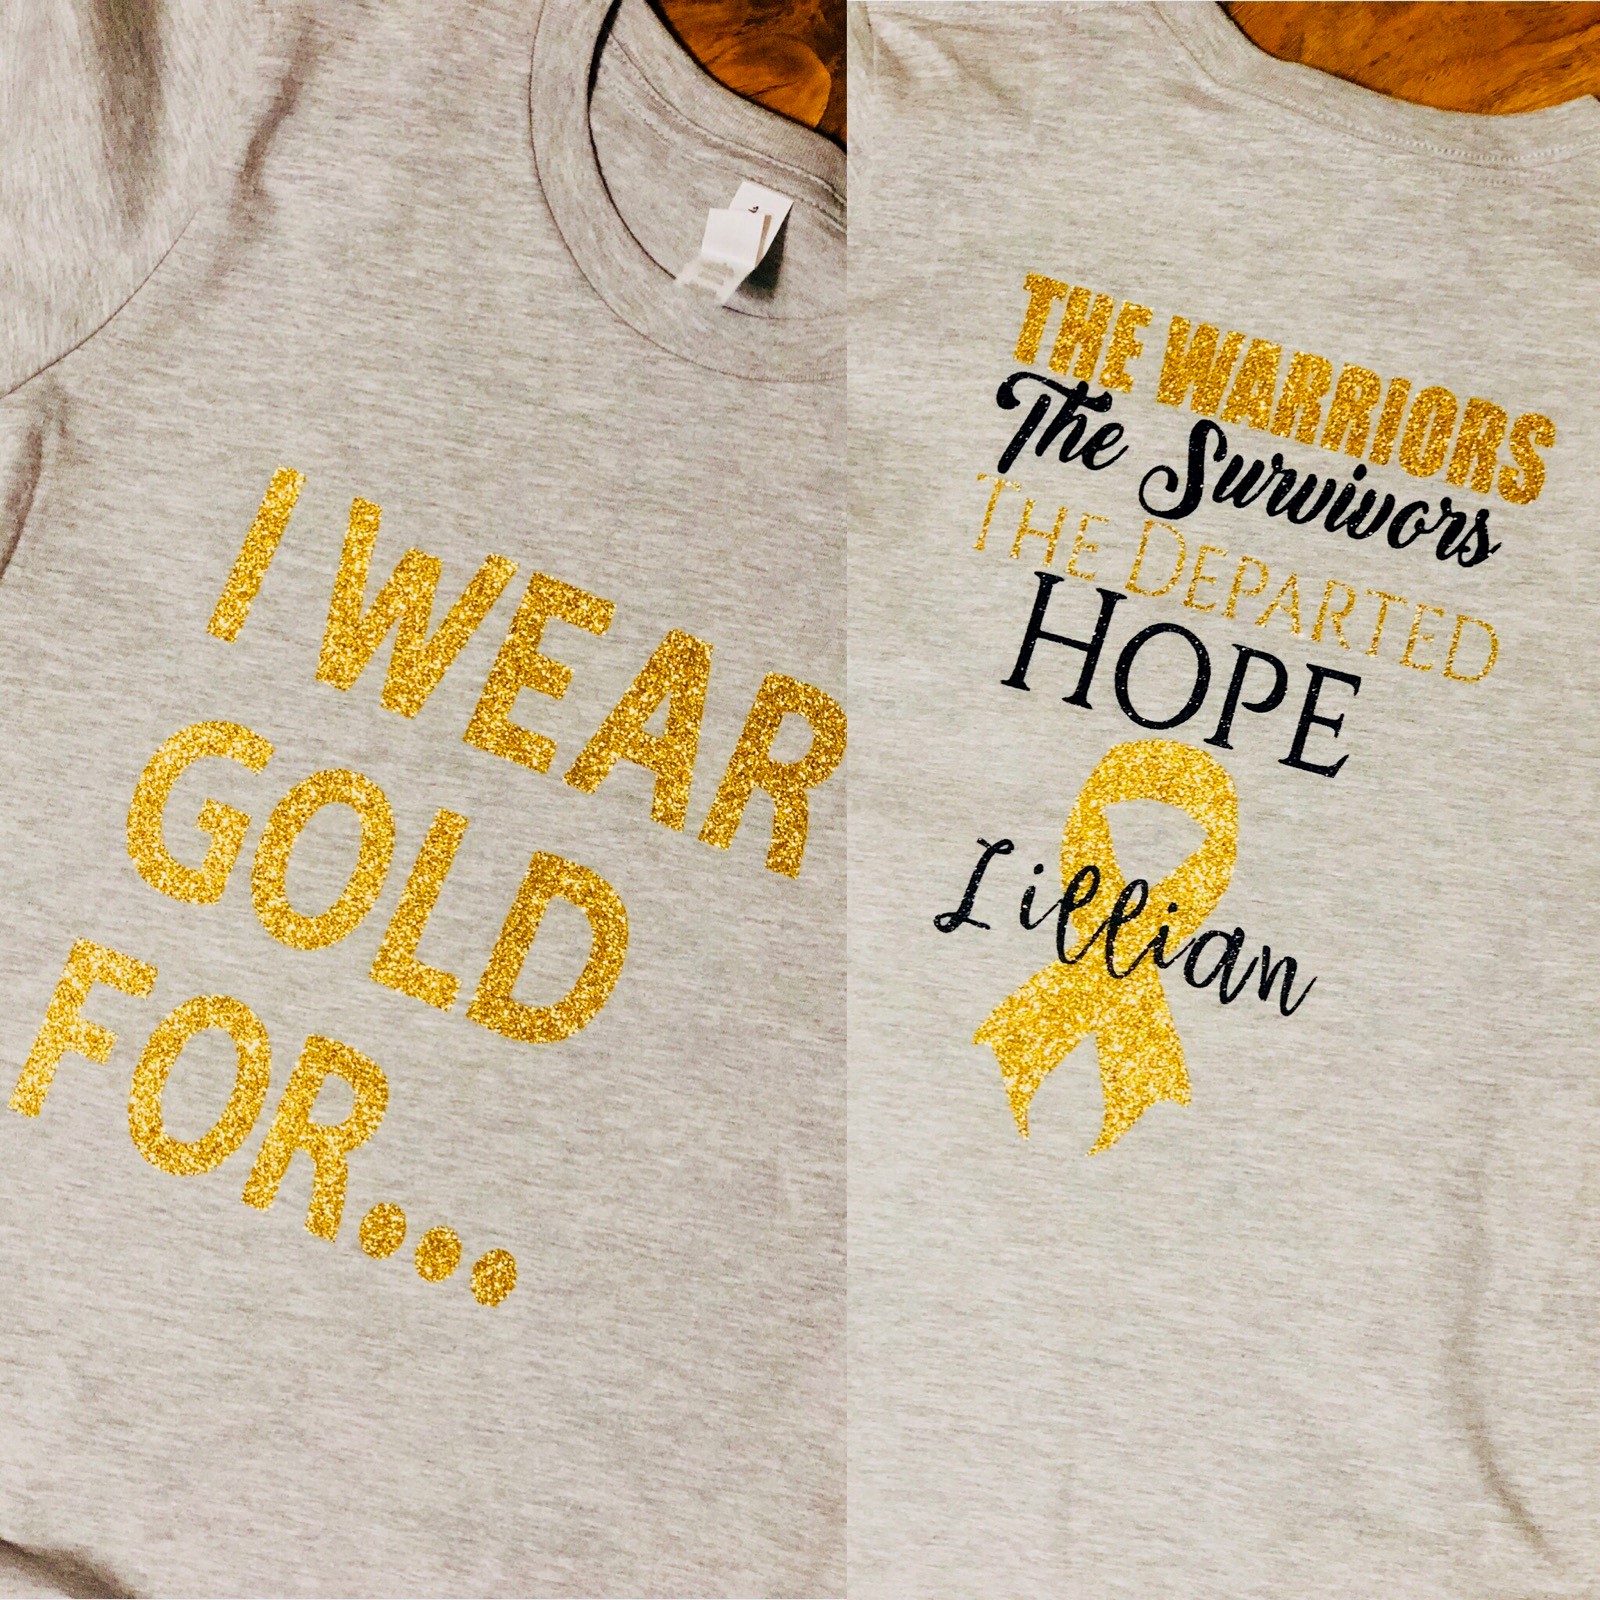 I WEAR
GOLD
FOR...
THE WARRIORS
The Survivors
THE DEPARTED
HOPE
Lillian